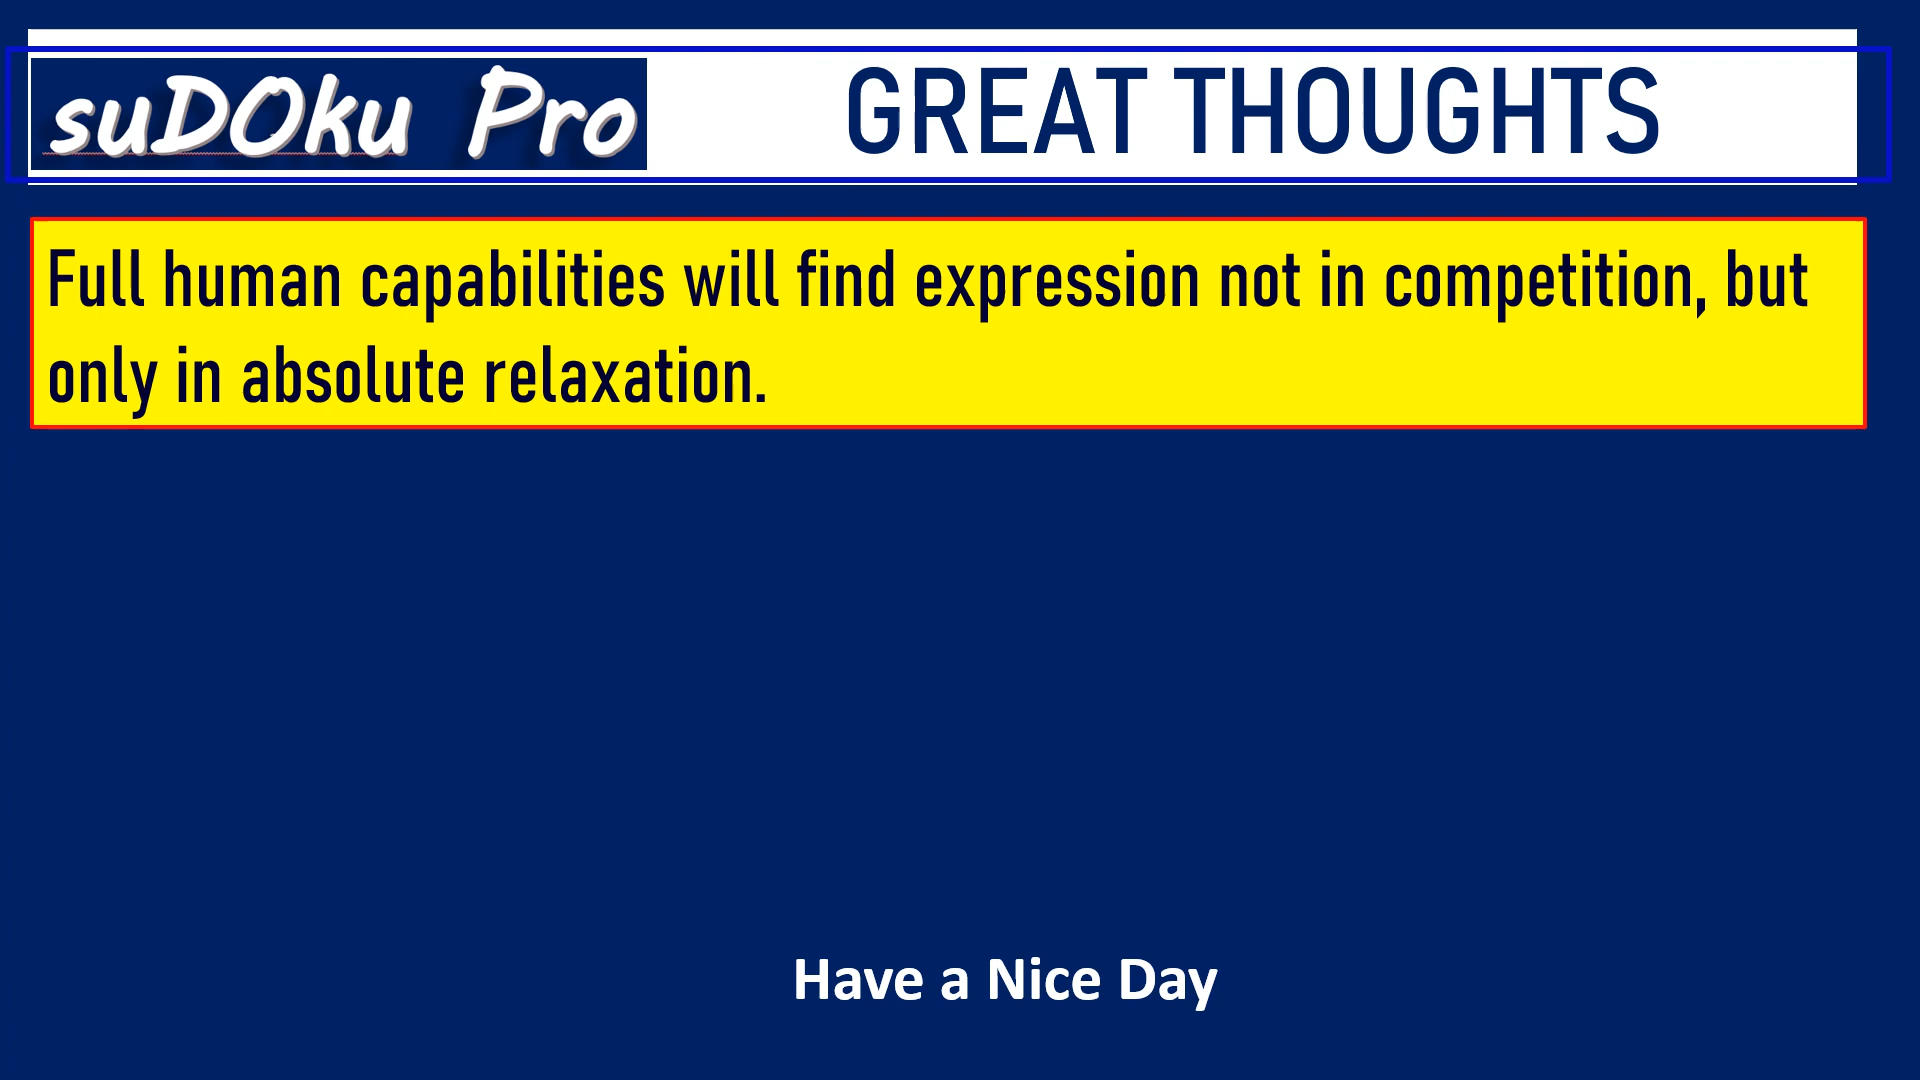 suDOku Pro
GREAT THOUGHTS
Full human capabilities will find expression not in competition, but
only in absolute relaxation.
Have a Nice Day